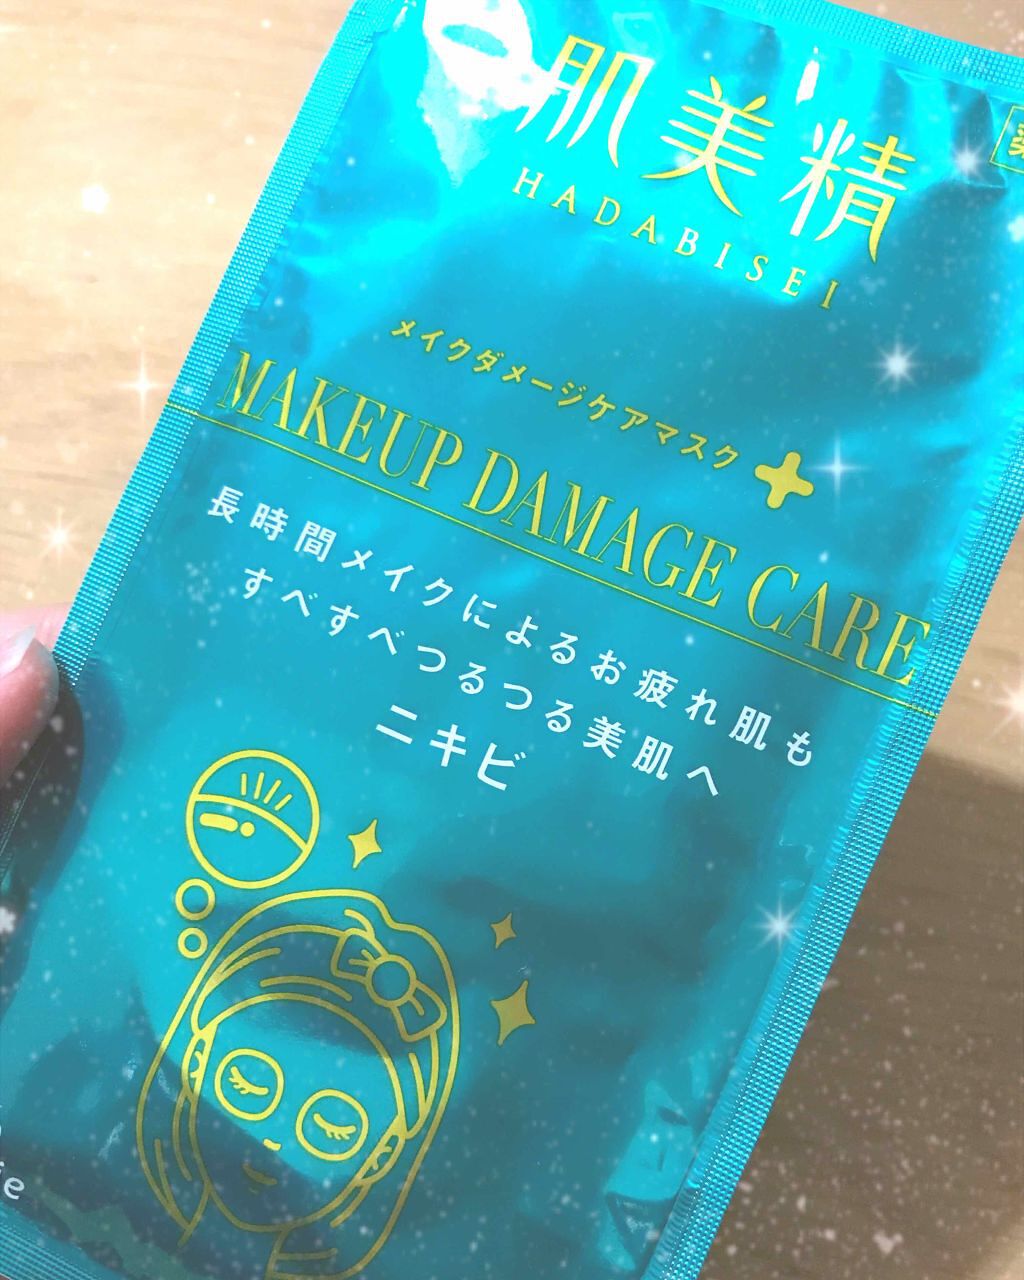 肌美精
HADABISEI
メイクダメージケアマスク
MAKEUP DAMAGE CARE
長時間メイクによるお疲れ肌も
すべすべつるつる美肌へ
ニキビ